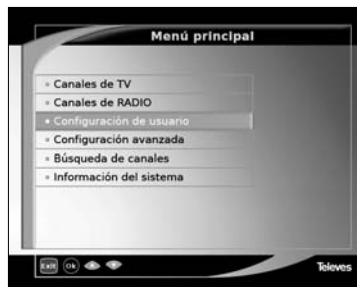 Menú principal
Canales de TV
Canales de RADIO
Configuración de usuario
Configuración avanzada
Búsqueda de canales
Información del sistema
Exit Ok Televes